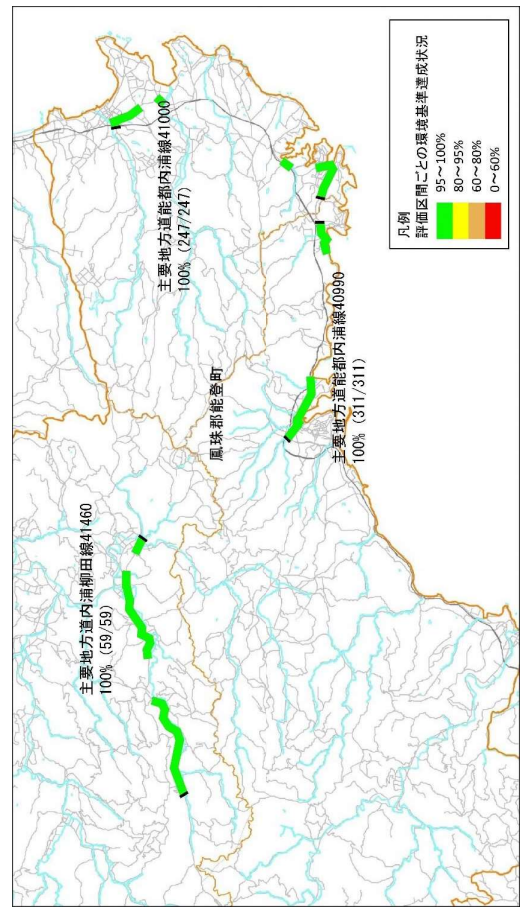 主要地方道内浦柳田線41460
100% (59/59)
主要地方道能都内浦線41000
100% (247/247)
鳳珠郡能登町
主要地方道能都内浦線40990
100% (311/311)
凡例
評価区間ごとの環境基準達成状況
95～100%
80～95%
60～80%
0～60%